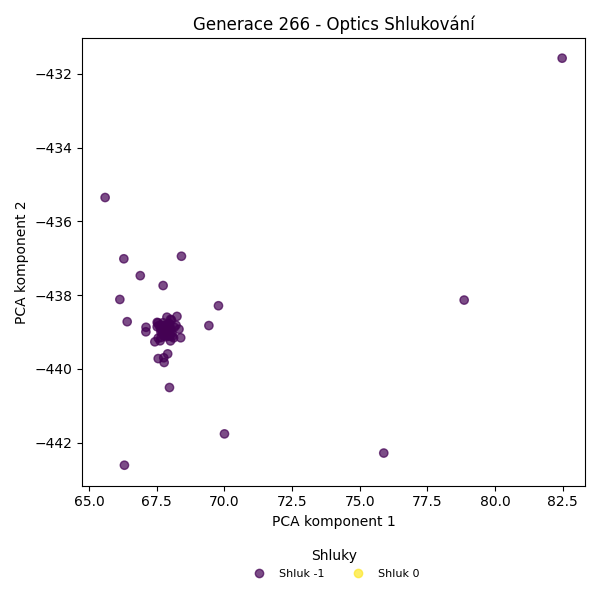 Generace 266 - Optics Shlukování
PCA komponent 2
−432
−434
−436
−438
−440
−442
65.0 67.5 70.0 72.5 75.0 77.5 80.0 82.5
PCA komponent 1
Shluky
Shluk -1 Shluk 0